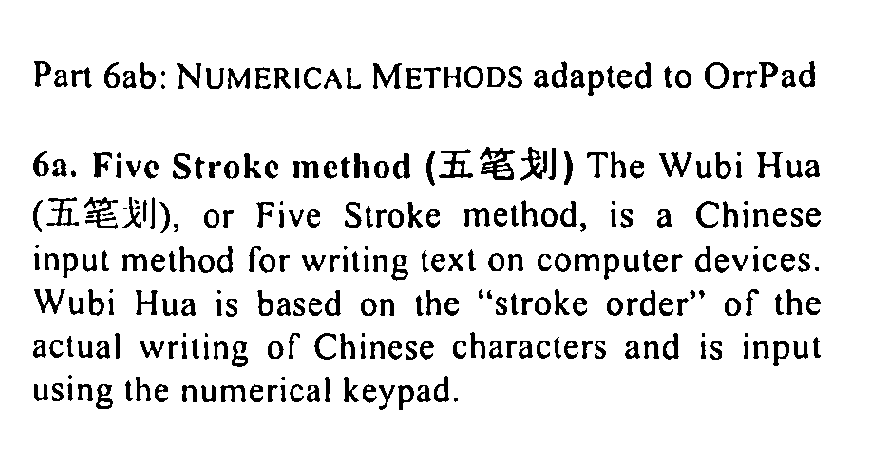 Part 6ab: NUMERICAL METHODS adapted to OrrPad
6a. Five Stroke method (五笔划) The Wubi Hua
(五笔划), or Five Stroke method, is a Chinese
input method for writing text on computer devices.
Wubi Hua is based on the “stroke order” of the
actual writing of Chinese characters and is input
using the numerical keypad.